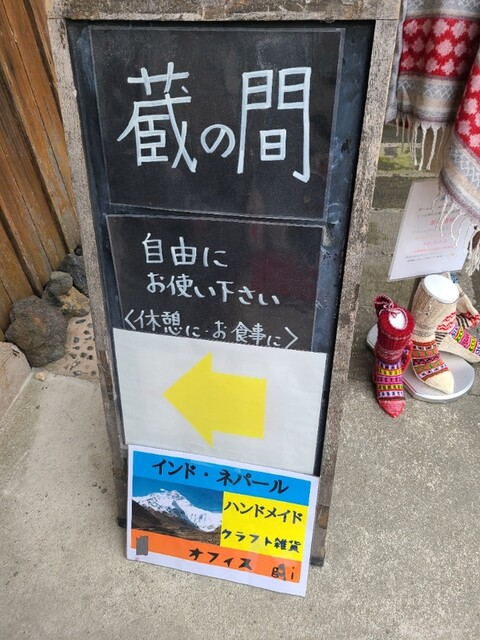 蔵の間
自由に
お使い下さい
<休憩に・お食事に>
インド・ネパール
ハンドメイド
クラフト雑貨
オフィス